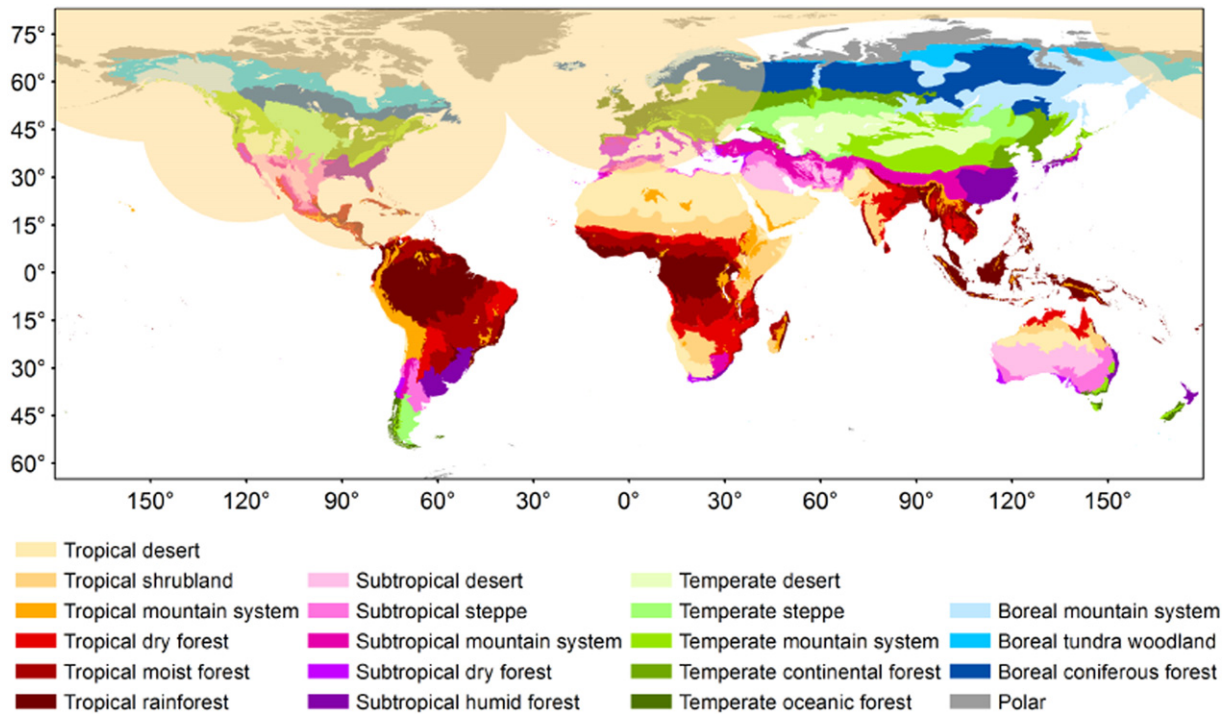 75°
60°
45°
30°
15°
0°
15°
30°
45°
60°
150° 120° 90° 60° 30° 0° 30° 60° 90° 120° 150°
Tropical desert
Tropical shrubland Subtropical desert Temperate desert
Tropical mountain system Subtropical steppe Temperate steppe Boreal mountain system
Tropical dry forest Subtropical mountain system Temperate mountain system Boreal tundra woodland
Tropical moist forest Subtropical dry forest Temperate continental forest Boreal coniferous forest
Tropical rainforest Subtropical humid forest Temperate oceanic forest Polar